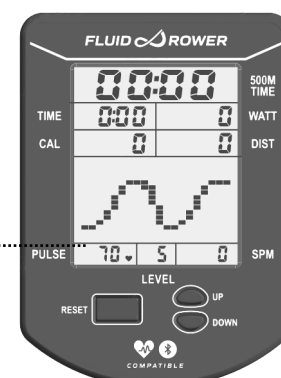 FLUID ROWER
00:00 500M TIME
TIME 0:00 0 WATT
CAL 0 0 DIST
PULSE 70 5 0 SPM
LEVEL
RESET UP
DOWN
COMPATIBLE